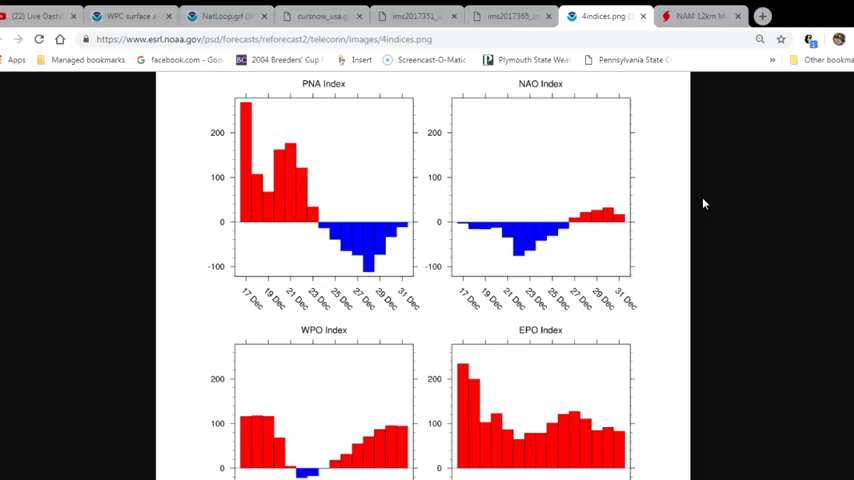 (22) Live Dasht
WPC surface a
NatLoop.gif (
cursnow_usa.g
ims2017351_u
ims2017365_u
4indices.png (
NAM 12km M
https://www.esrl.noaa.gov/psd/forecasts/reforecast2/teleconn/images/4indices.png
Apps
Managed bookmarks
facebook.com - Goo
2004 Breeders' Cup
Insert
Screencast-O-Matic
Plymouth State Wea
Pennsylvania State C
»
Other bookma
PNA Index
NAO Index
200
100
0
-100
200
100
0
-100
17 Dec
19 Dec
21 Dec
23 Dec
25 Dec
27 Dec
29 Dec
31 Dec
17 Dec
19 Dec
21 Dec
23 Dec
25 Dec
27 Dec
29 Dec
31 Dec
WPO Index
EPO Index
200
100
0
200
100
0